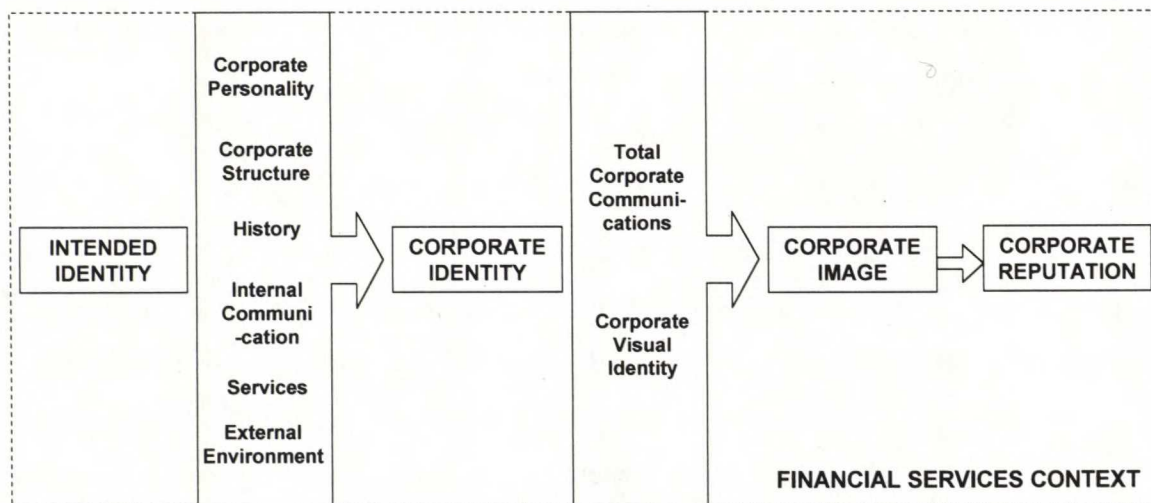 INTENDED
IDENTITY
Corporate
Personality
Corporate
Structure
History
Internal
Communi
-cation
Services
External
Environment
CORPORATE
IDENTITY
Total
Corporate
Communi-
cations
Corporate
Visual
Identity
CORPORATE
IMAGE
CORPORATE
REPUTATION
FINANCIAL SERVICES CONTEXT